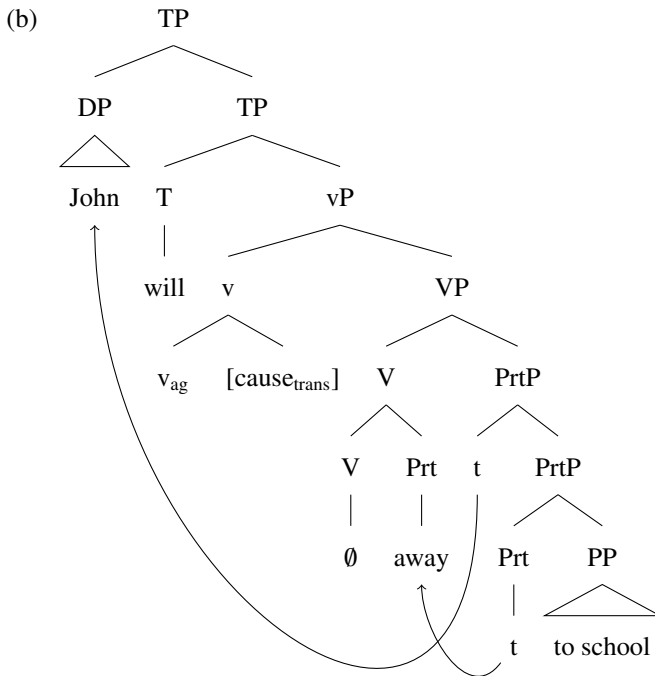 (b) TP
DP TP
John T vP
will v VP
v_ag [cause_trans] V PrtP
V Prt t PrtP
∅ away Prt PP
t to school